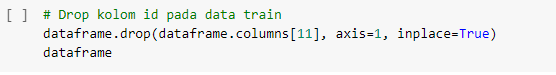 [ ] # Drop kolom id pada data train
dataframe.drop(dataframe.columns[11], axis=1, inplace=True)
dataframe